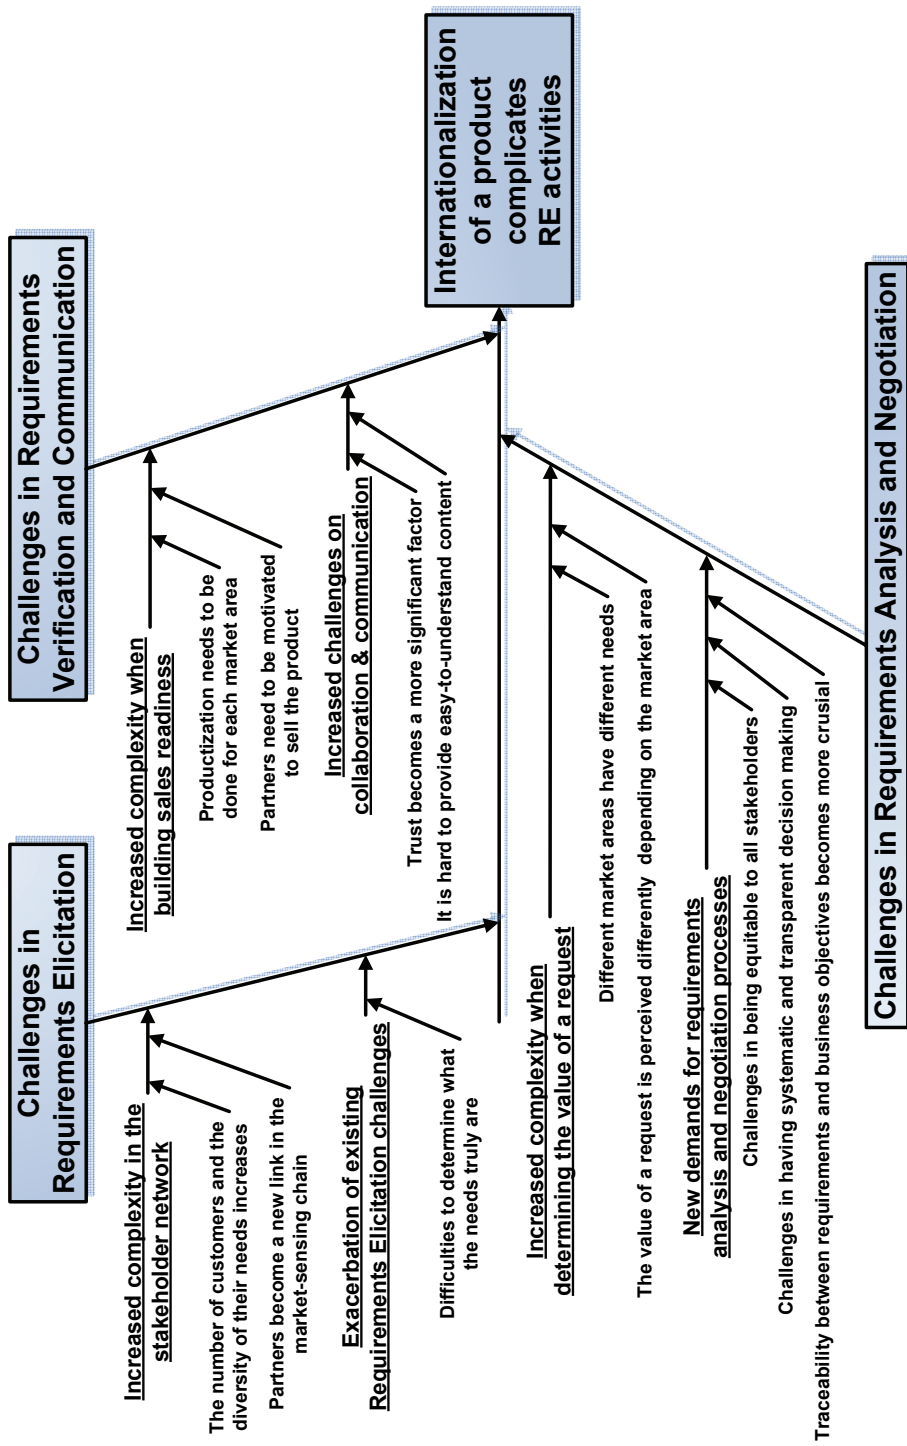 Challenges in
Requirements Elicitation
Increased complexity in the
stakeholder network
The number of customers and the
diversity of their needs increases
Partners become a new link in the
market-sensing chain
Exacerbation of existing
Requirements Elicitation challenges
Difficulties to determine what
the needs truly are
Challenges in Requirements
Verification and Communication
Increased complexity when
building sales readiness
Productization needs to be
done for each market area
Partners need to be motivated
to sell the product
Increased challenges on
collaboration & communication
Trust becomes a more significant factor
It is hard to provide easy-to-understand content
Internationalization
of a product
complicates
RE activities
Increased complexity when
determining the value of a request
Different market areas have different needs
The value of a request is perceived differently depending on the market area
New demands for requirements
analysis and negotiation processes
Challenges in being equitable to all stakeholders
Challenges in having systematic and transparent decision making
Traceability between requirements and business objectives becomes more crusial
Challenges in Requirements Analysis and Negotiation